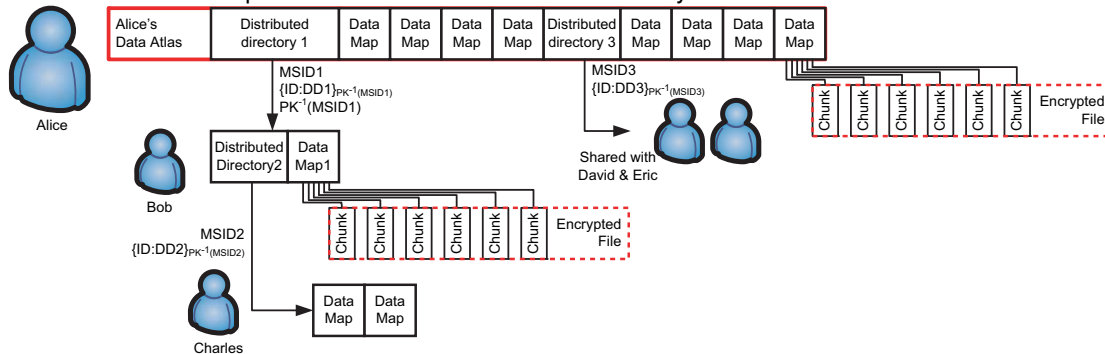 Alice's
Data Atlas
Distributed
directory 1
Data
Map
Data
Map
Data
Map
Data
Map
Distributed
directory 3
Data
Map
Data
Map
Data
Map
Data
Map
Alice
MSID1
{ID:DD1}PK-1(MSID1)
PK-1(MSID1)
MSID3
{ID:DD3}PK-1(MSID3)
Chunk
Chunk
Chunk
Chunk
Chunk
Chunk
Encrypted
File
Shared with
David & Eric
Bob
Distributed
Directory2
Data
Map1
Chunk
Chunk
Chunk
Chunk
Chunk
Chunk
Encrypted
File
MSID2
{ID:DD2}PK-1(MSID2)
Charles
Data
Map
Data
Map